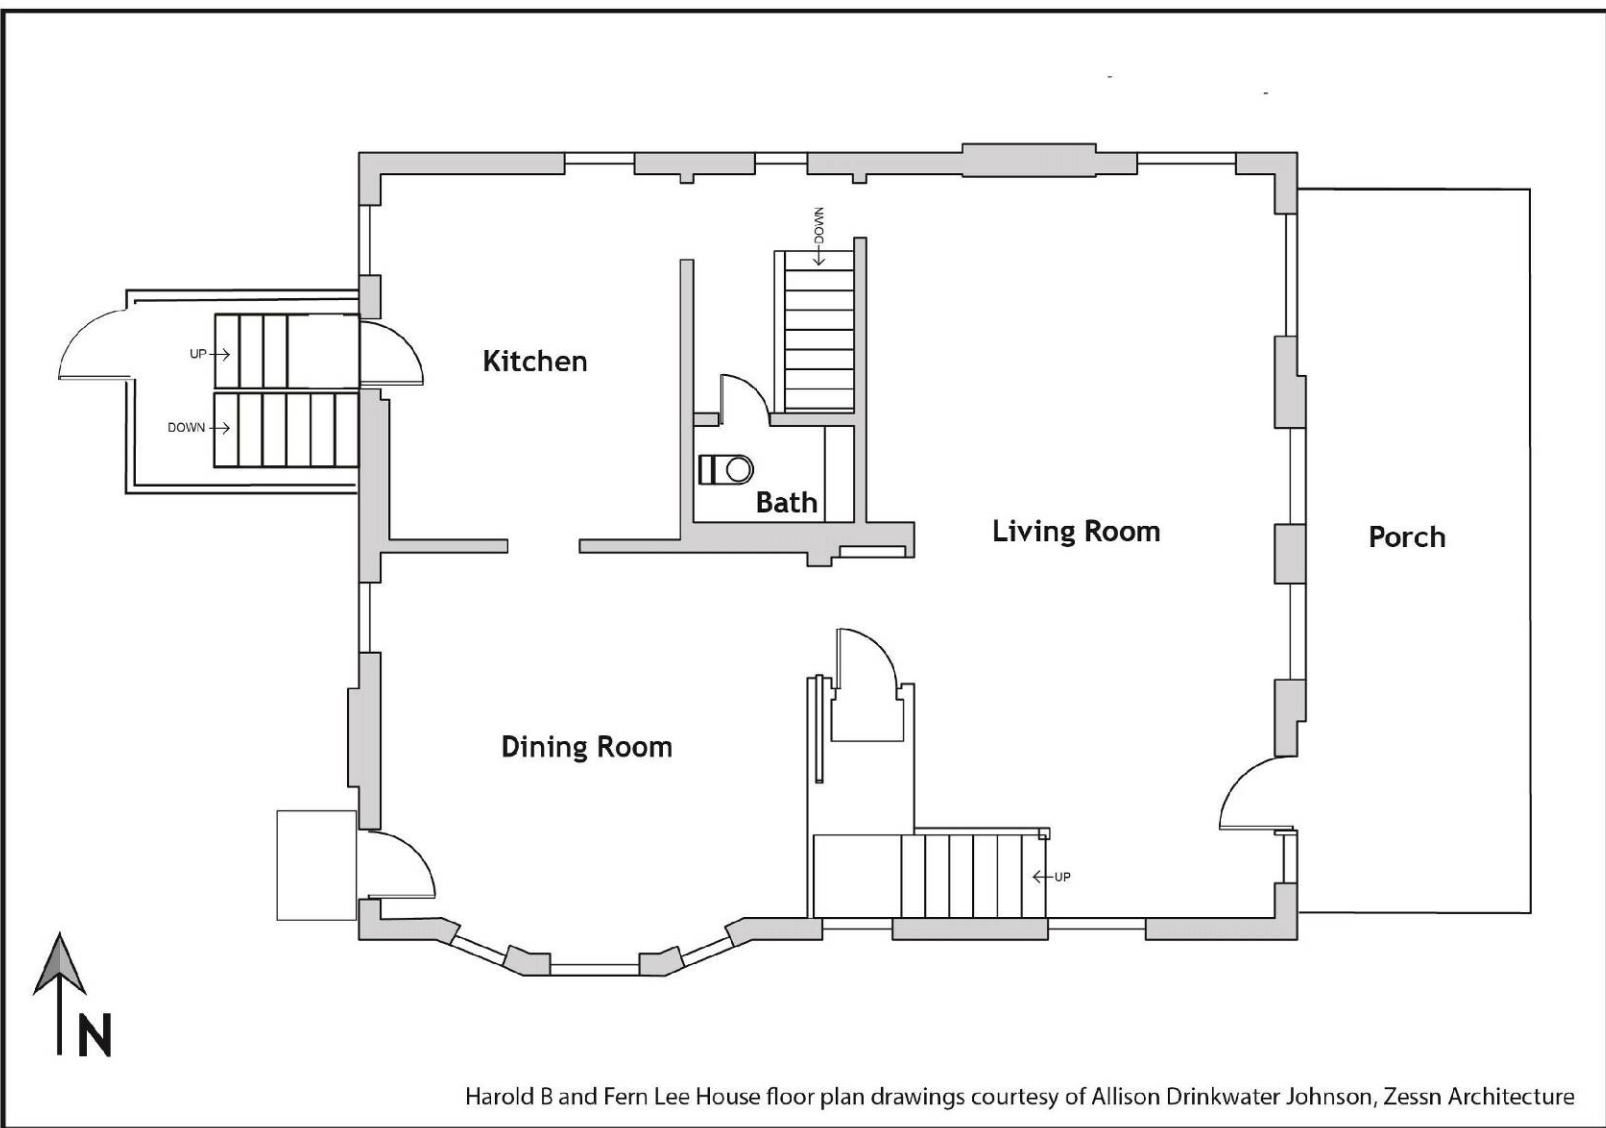 DOWN
UP
Kitchen
DOWN
Bath
Living Room
Porch
Dining Room
UP
N
Harold B and Fern Lee House floor plan drawings courtesy of Allison Drinkwater Johnson, Zessn Architecture